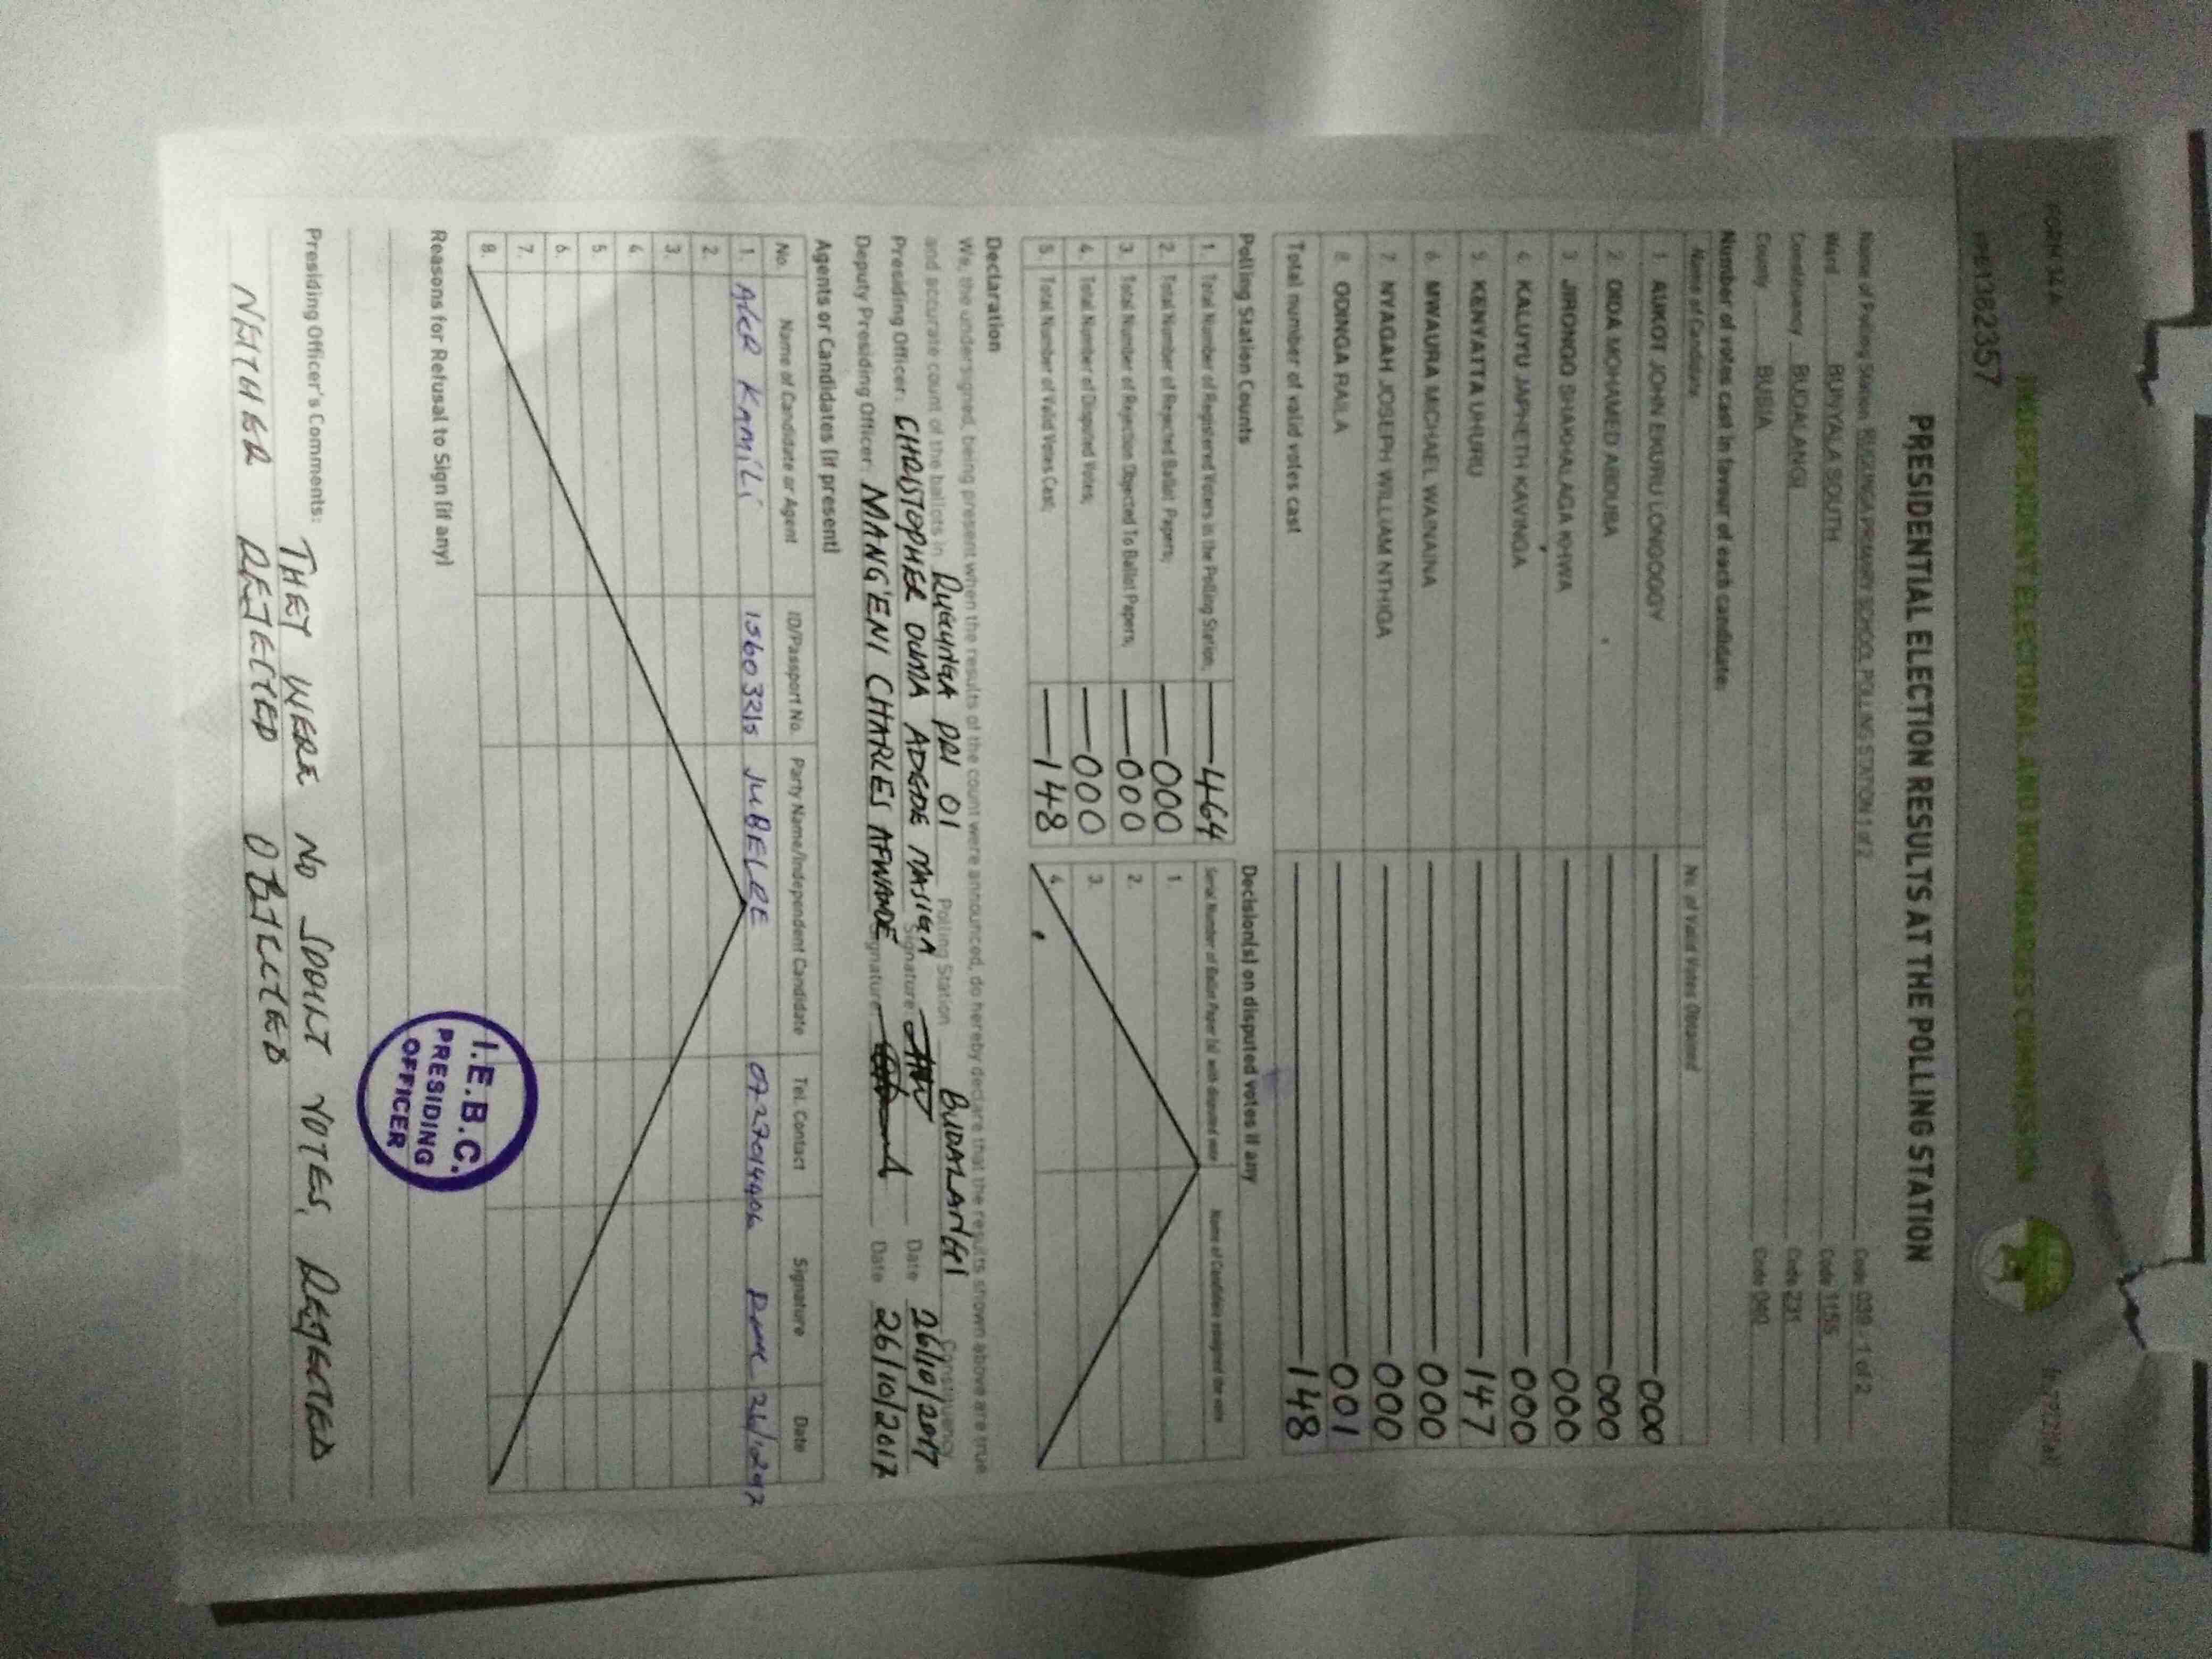 FORM 34A
INDEPENDENT ELECTORAL AND BOUNDARIES COMMISSION
PRESIDENTIAL ELECTION RESULTS AT THE POLLING STATION
Name of Polling Station PRIMARY SCHOOL POLLING STATION 1 of 2 Code 039 - 1 of 2
Ward BUNYALA SOUTH Code 1155
Constituency BUDALANGI Code 231
County BUSIA Code 040
Number of votes cast in favour of each candidate:
Name of Candidate No. of Valid Votes Obtained
1 AUKOT JOHN EKURU LONGOGGY 000
2 DIDA MOHAMED ABDUBA 000
3 JIRONGO SHAKHALAGA KHWA 000
4 KALUYU JAPHETH KAVINGA 000
5 KENYATTA UHURU 147
6 MWAURA MICHAEL WAINAINA 000
7 NYAGAH JOSEPH WILLIAM NTHIGA 000
8 ODINGA RAILA 001
Total number of valid votes cast 148
Polling Station Counts
1. Total Number of Registered Voters in the Polling Station; 464
2. Total Number of Rejected Ballot Papers; 000
3. Total Number of Rejection Objected To Ballot Papers; 000
4. Total Number of Disputed Votes; 000
5 Total Number of Valid Votes Cast; 148
Decision(s) on disputed votes if any
Serial Number of Ballot Paper (s) with disputed vote Name of Candidate assigned the vote
1.
2.
3.
4.
Declaration
We, the undersigned, being present when the results of the count were announced, do hereby declare that the results shown above are true
and accurate count of the ballots in PRI 01 Polling Station BUDALANGI Constituency
Presiding Officer: CHRISTOPHER OUMA ADEDE MASIGA Signature: Date 26/10/2017
Deputy Presiding Officer: MANG'ENI CHARLES AFWANDE Signature: Date 26/10/2017
Agents or Candidates (if present)
No. Name of Candidate or Agent ID/Passport No. Party Name/Independent Candidate Tel. Contact Signature Date
1. KAMILI JUBELEE 0727014906
2.
3.
4
5
6.
7.
8.
Reasons for Refusal to Sign (if any)
I.E.B.C.
PRESIDING
OFFICER
Presiding Officer's Comments: THEY WERE NO SPOILT VOTES, REJECTED
NEITHER REJECTED OBJECTED